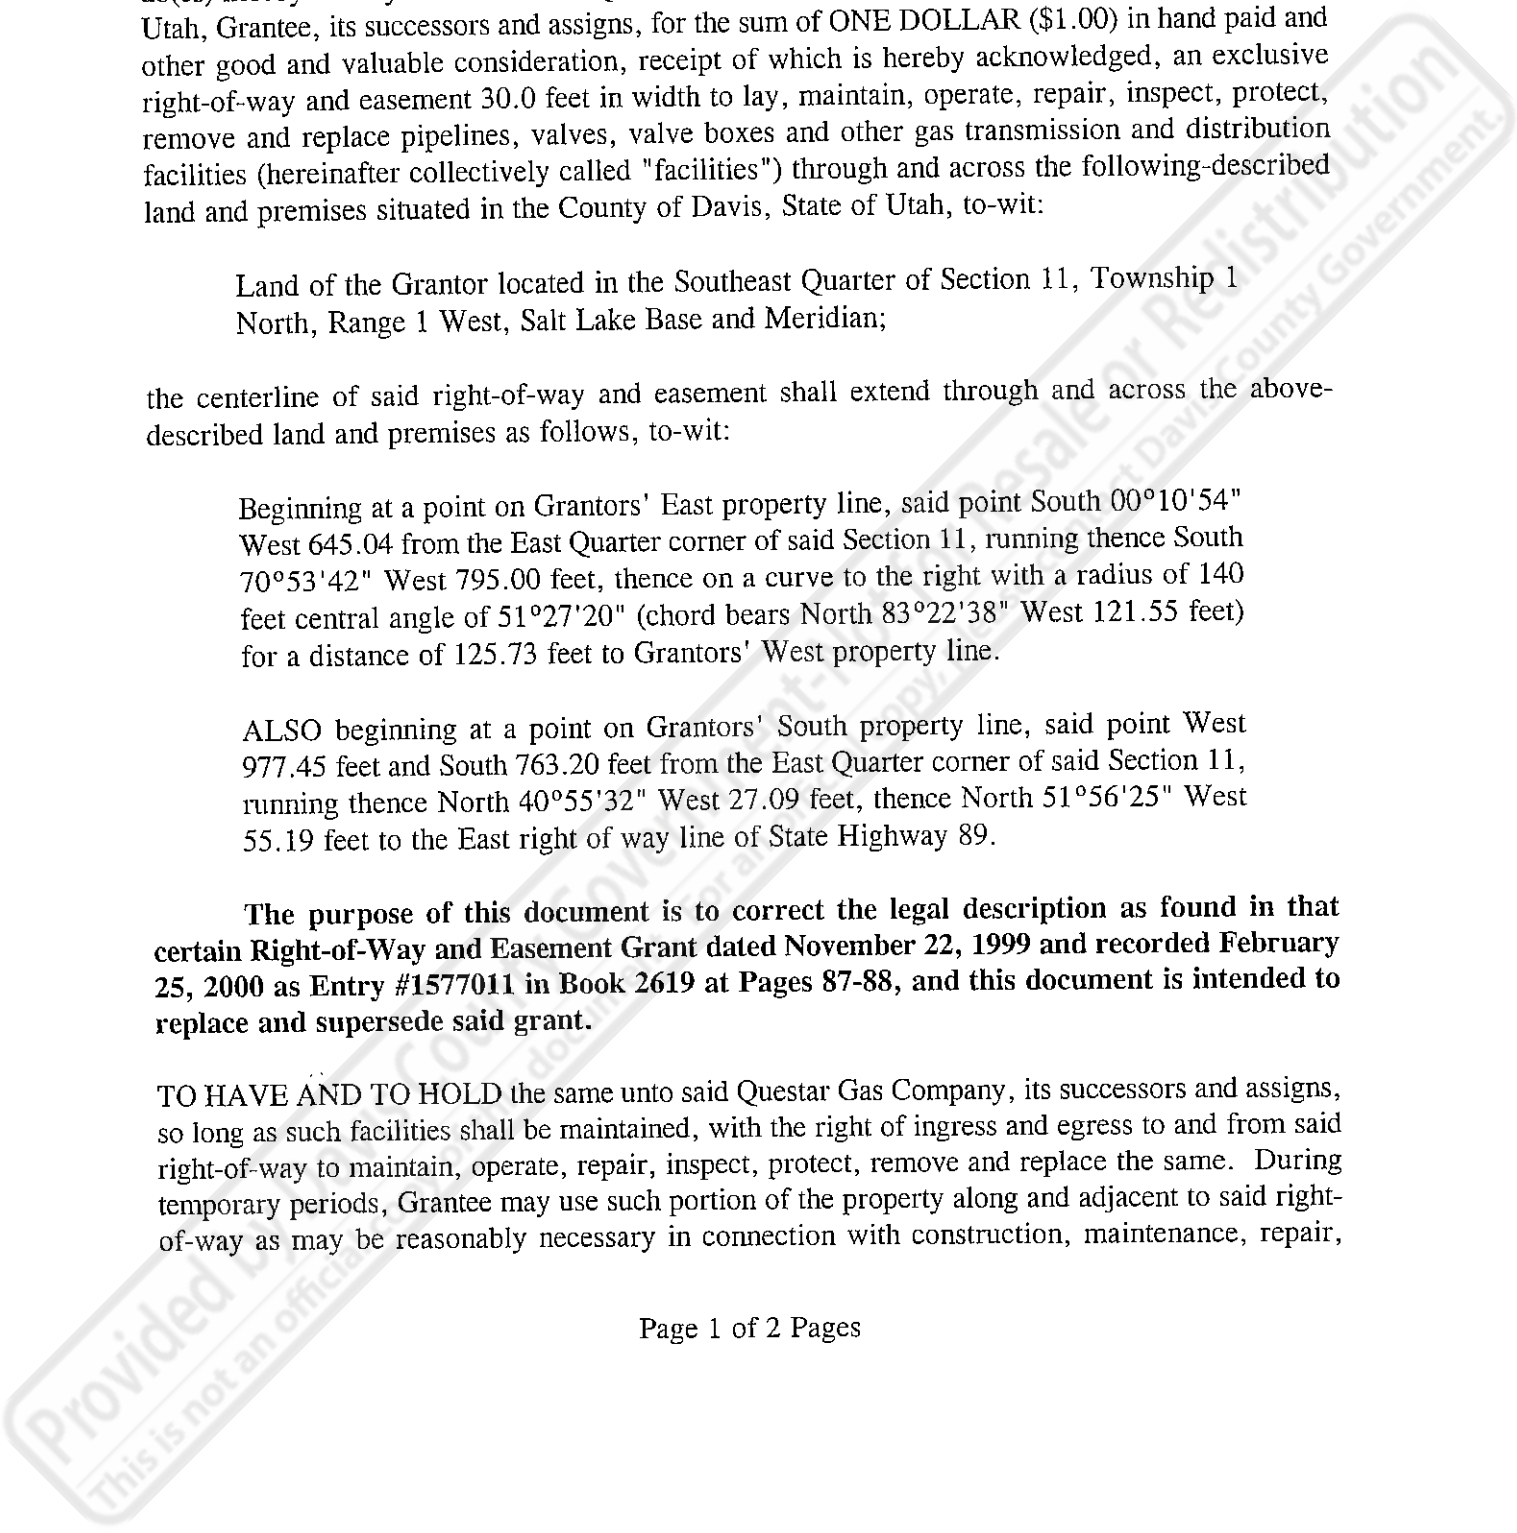 Utah, Grantee, its successors and assigns, for the sum of ONE DOLLAR ($1.00) in hand paid and
other good and valuable consideration, receipt of which is hereby acknowledged, an exclusive
right-of-way and easement 30.0 feet in width to lay, maintain, operate, repair, inspect, protect,
remove and replace pipelines, valves, valve boxes and other gas transmission and distribution
facilities (hereinafter collectively called "facilities") through and across the following-described
land and premises situated in the County of Davis, State of Utah, to-wit:
Land of the Grantor located in the Southeast Quarter of Section 11, Township 1
North, Range 1 West, Salt Lake Base and Meridian;
the centerline of said right-of-way and easement shall extend through and across the above-
described land and premises as follows, to-wit:
Beginning at a point on Grantors' East property line, said point South 00°10'54"
West 645.04 from the East Quarter corner of said Section 11, running thence South
70°53'42" West 795.00 feet, thence on a curve to the right with a radius of 140
feet central angle of 51°27'20" (chord bears North 83°22'38" West 121.55 feet)
for a distance of 125.73 feet to Grantors' West property line.
ALSO beginning at a point on Grantors' South property line, said point West
977.45 feet and South 763.20 feet from the East Quarter corner of said Section 11,
running thence North 40°55'32" West 27.09 feet, thence North 51°56'25" West
55.19 feet to the East right of way line of State Highway 89.
The purpose of this document is to correct the legal description as found in that
certain Right-of-Way and Easement Grant dated November 22, 1999 and recorded February
25, 2000 as Entry #1577011 in Book 2619 at Pages 87-88, and this document is intended to
replace and supersede said grant.
TO HAVE AND TO HOLD the same unto said Questar Gas Company, its successors and assigns,
so long as such facilities shall be maintained, with the right of ingress and egress to and from said
right-of-way to maintain, operate, repair, inspect, protect, remove and replace the same. During
temporary periods, Grantee may use such portion of the property along and adjacent to said right-
of-way as may be reasonably necessary in connection with construction, maintenance, repair,
Page 1 of 2 Pages
Provided by Davis County Government-Not for Resale or Redistribution
This is not an official copy of this document. For an official copy, please contact Davis County Government.